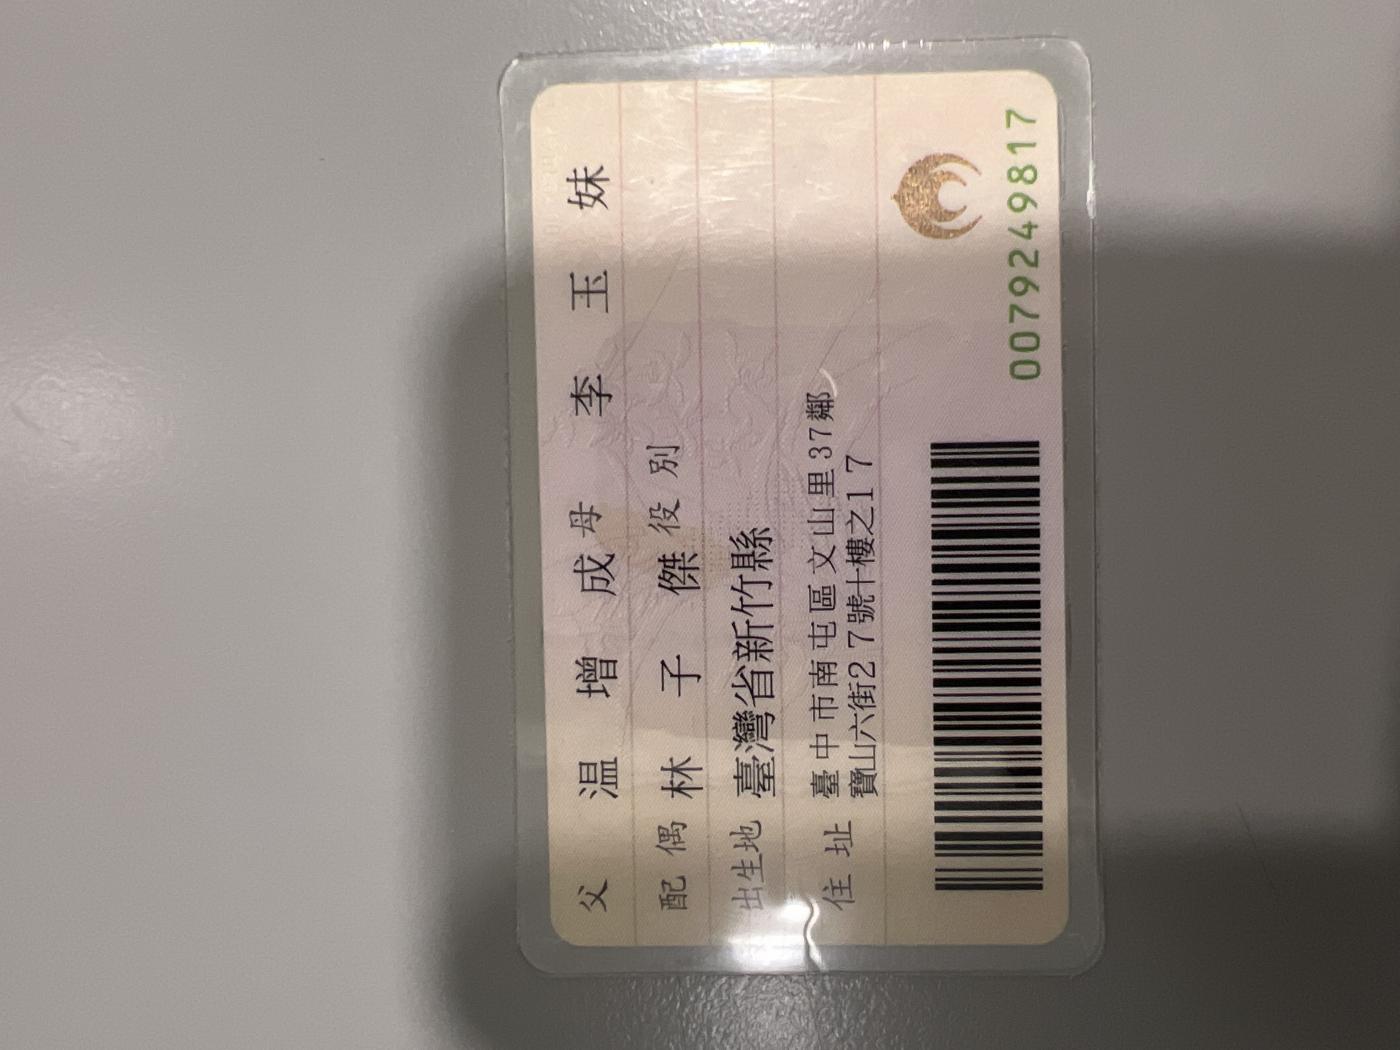 父 温增成 母 李玉妹
配偶 林子傑 役別
出生地 臺灣省新竹縣
住址 臺中市南屯區文山里37鄰
寶山六街27號十樓之17
0079249817